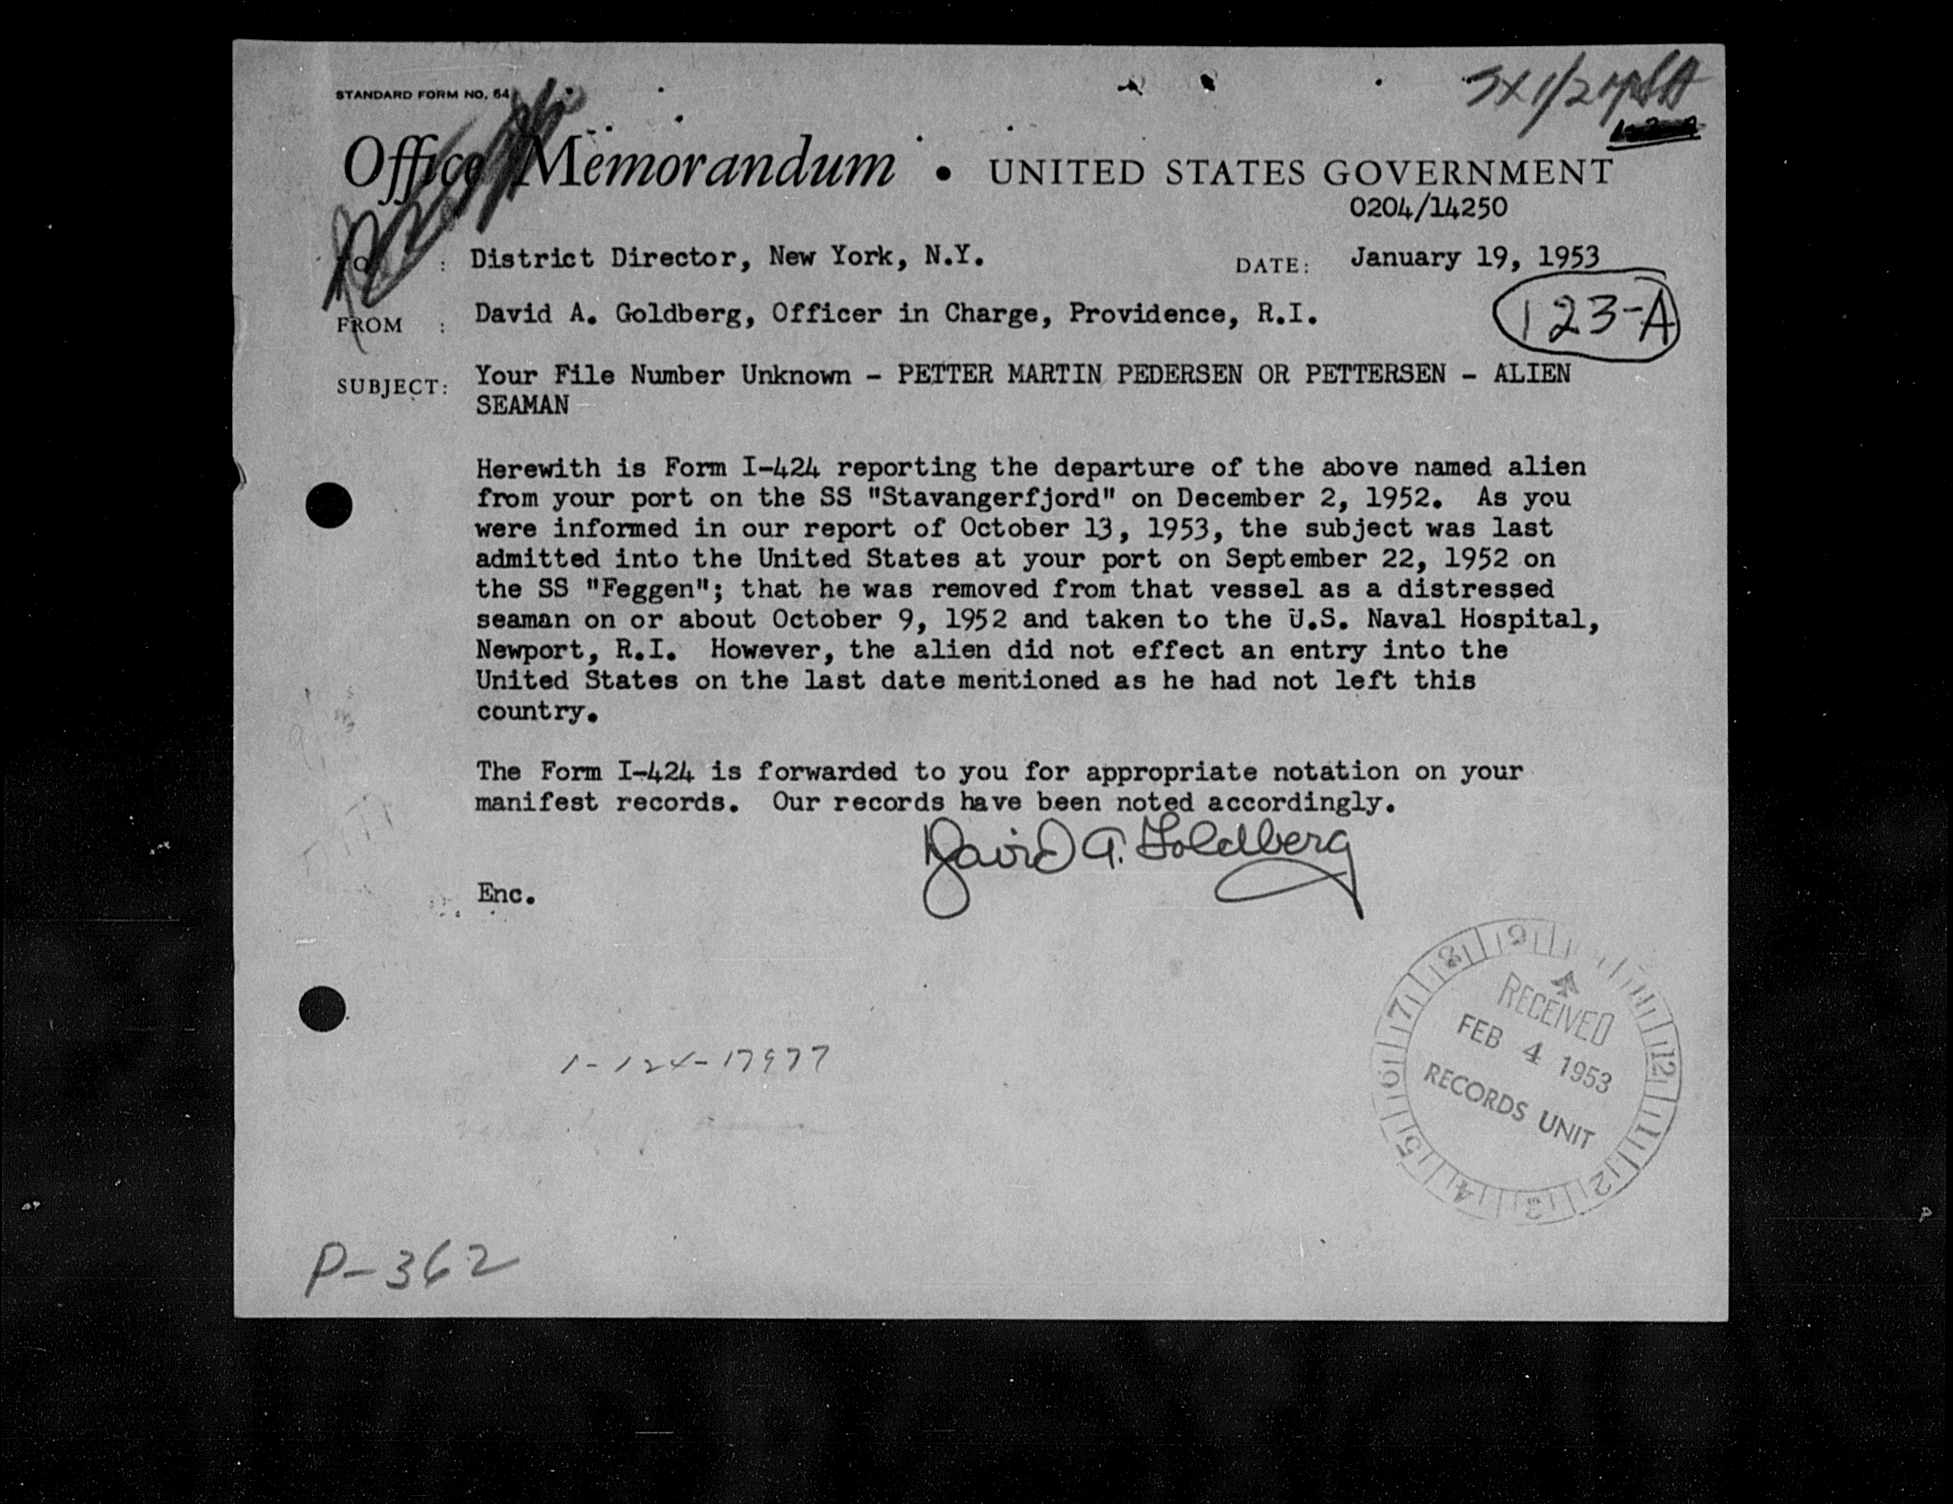 STANDARD FORM NO. 64
Office Memorandum • UNITED STATES GOVERNMENT
0204/14250
TO : District Director, New York, N.Y.
DATE: January 19, 1953
FROM : David A. Goldberg, Officer in Charge, Providence, R.I.
123-A
SUBJECT: Your File Number Unknown - PETTER MARTIN PEDERSEN OR PETTERSEN - ALIEN
SEAMAN
Herewith is Form I-424 reporting the departure of the above named alien
from your port on the SS "Stavangerfjord" on December 2, 1952. As you
were informed in our report of October 13, 1953, the subject was last
admitted into the United States at your port on September 22, 1952 on
the SS "Feggen"; that he was removed from that vessel as a distressed
seaman on or about October 9, 1952 and taken to the U.S. Naval Hospital,
Newport, R.I. However, the alien did not effect an entry into the
United States on the last date mentioned as he had not left this
country.
The Form I-424 is forwarded to you for appropriate notation on your
manifest records. Our records have been noted accordingly.
David A. Goldberg
Enc.
RECEIVED
FEB 4 1953
RECORDS UNIT
P-362